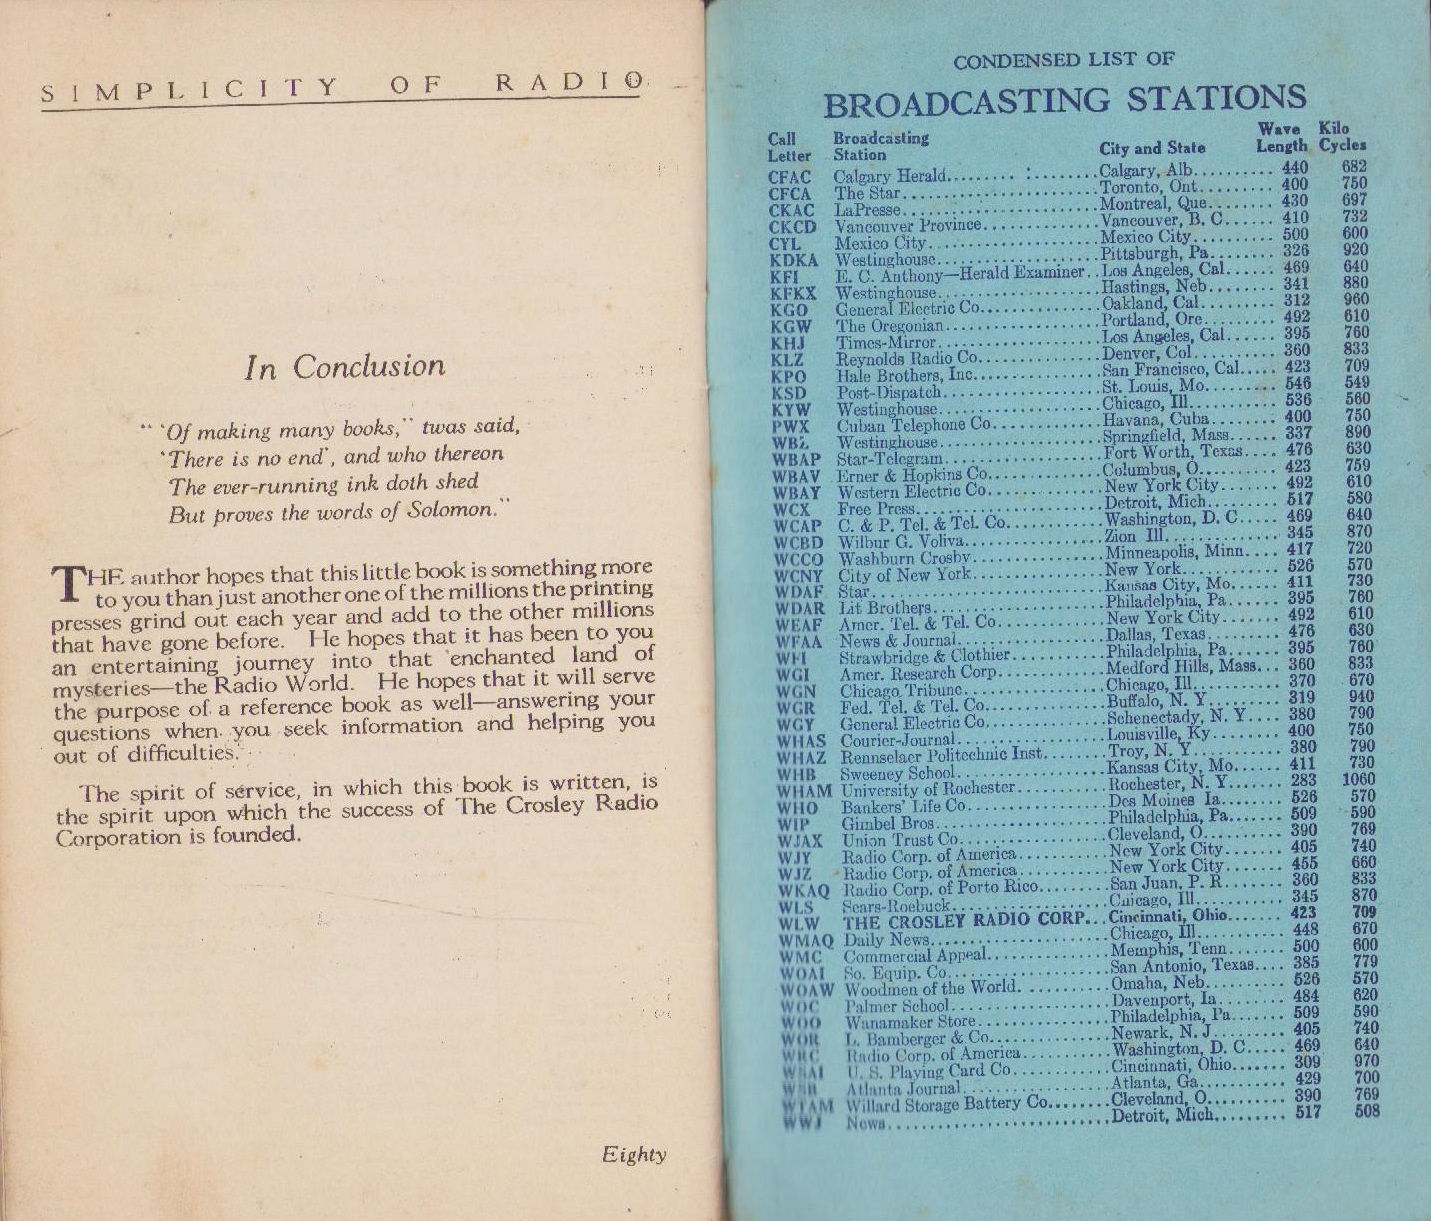 SIMPLICITY OF RADIO
In Conclusion
" 'Of making many books,' 'twas said,
'There is no end', and who thereon
The ever-running ink doth shed
But proves the words of Solomon."
THE author hopes that this little book is something more
to you than just another one of the millions the printing
presses grind out each year and add to the other millions
that have gone before. He hopes that it has been to you
an entertaining journey into that enchanted land of
mysteries—the Radio World. He hopes that it will serve
the purpose of a reference book as well—answering your
questions when you seek information and helping you
out of difficulties.
The spirit of service, in which this book is written, is
the spirit upon which the success of The Crosley Radio
Corporation is founded.
Eighty
CONDENSED LIST OF
BROADCASTING STATIONS
Call Letter Broadcasting Station City and State Wave Length Kilo Cycles
CFAC Calgary Herald Calgary, Alb. 440 682
CFCA The Star Toronto, Ont. 400 750
CKAC LaPresse Montreal, Que. 430 697
CKCD Vancouver Province Vancouver, B. C. 410 732
CYL Mexico City Mexico City 500 600
KDKA Westinghouse Pittsburgh, Pa. 326 920
KFI E. C. Anthony—Herald Examiner Los Angeles, Cal. 469 640
KFKX Westinghouse Hastings, Neb. 341 880
KGO General Electric Co. Oakland, Cal. 312 960
KGW The Oregonian Portland, Ore. 492 610
KHJ Times-Mirror Los Angeles, Cal. 395 760
KLZ Reynolds Radio Co. Denver, Col. 360 833
KPO Hale Brothers, Inc. San Francisco, Cal. 423 709
KSD Post-Dispatch St. Louis, Mo. 546 549
KYW Westinghouse Chicago, Ill. 536 560
PWX Cuban Telephone Co. Havana, Cuba 400 750
WBZ Westinghouse Springfield, Mass. 337 890
WBAP Star-Telegram Fort Worth, Texas 476 630
WBAV Erner & Hopkins Co. Columbus, O. 423 759
WBAY Western Electric Co. New York City 492 610
WCX Free Press Detroit, Mich. 517 580
WCAP C. & P. Tel. & Tel. Co. Washington, D. C. 469 640
WCBD Wilbur G. Voliva Zion Ill. 345 870
WCCO Washburn Crosby Minneapolis, Minn. 417 720
WCNY City of New York New York 526 570
WDAF Star Kansas City, Mo. 411 730
WDAR Lit Brothers Philadelphia, Pa. 395 760
WEAF Amer. Tel. & Tel. Co. New York City 492 610
WFAA News & Journal Dallas, Texas 476 630
WFI Strawbridge & Clothier Philadelphia, Pa. 395 760
WGI Amer. Research Corp. Medford Hills, Mass. 360 833
WGN Chicago Tribune Chicago, Ill. 370 670
WGR Fed. Tel. & Tel. Co. Buffalo, N. Y. 319 940
WGY General Electric Co. Schenectady, N. Y. 380 790
WHAS Courier-Journal Louisville, Ky. 400 750
WHAZ Rennselaer Politechnic Inst. Troy, N. Y. 380 790
WHB Sweeney School Kansas City, Mo. 411 730
WHAM University of Rochester Rochester, N. Y. 283 1060
WHO Bankers' Life Co. Des Moines Ia. 526 570
WIP Gimbel Bros. Philadelphia, Pa. 509 590
WJAX Union Trust Co. Cleveland, O. 390 769
WJY Radio Corp. of America New York City 405 740
WJZ Radio Corp. of America New York City 455 660
WKAQ Radio Corp. of Porto Rico San Juan, P. R. 360 833
WLS Sears-Roebuck Chicago, Ill. 345 870
WLW THE CROSLEY RADIO CORP. Cincinnati, Ohio 423 709
WMAQ Daily News Chicago, Ill. 448 670
WMC Commercial Appeal Memphis, Tenn. 500 600
WOAI So. Equip. Co. San Antonio, Texas 385 779
WOAW Woodmen of the World Omaha, Neb. 526 570
WOC Palmer School Davenport, Ia. 484 620
WOO Wanamaker Store Philadelphia, Pa. 509 590
WOR L. Bamberger & Co. Newark, N. J. 405 740
WRC Radio Corp. of America Washington, D. C. 469 640
WSAI U. S. Playing Card Co. Cincinnati, Ohio 309 970
WSB Atlanta Journal Atlanta, Ga. 429 700
WTAM Willard Storage Battery Co. Cleveland, O. 390 769
WWJ News Detroit, Mich. 517 508